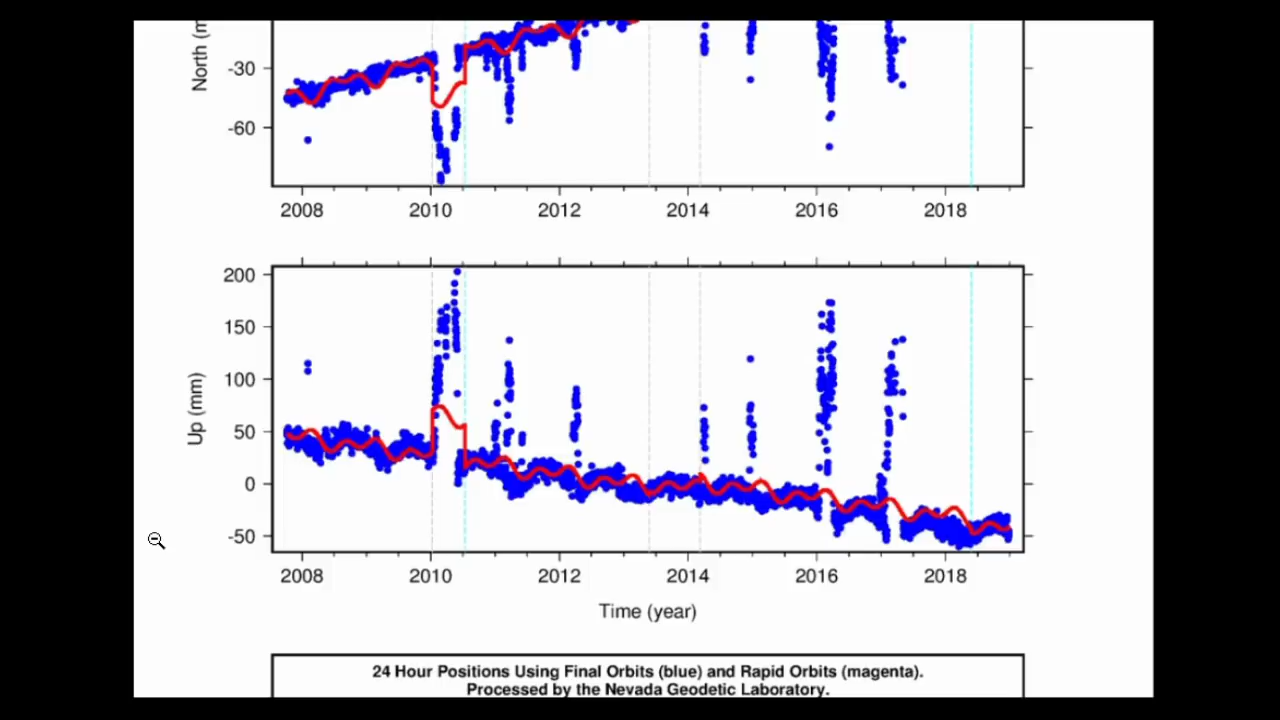 North (m
-30
-60
2008 2010 2012 2014 2016 2018
Up (mm)
200
150
100
50
0
-50
2008 2010 2012 2014 2016 2018
Time (year)
24 Hour Positions Using Final Orbits (blue) and Rapid Orbits (magenta).
Processed by the Nevada Geodetic Laboratory.